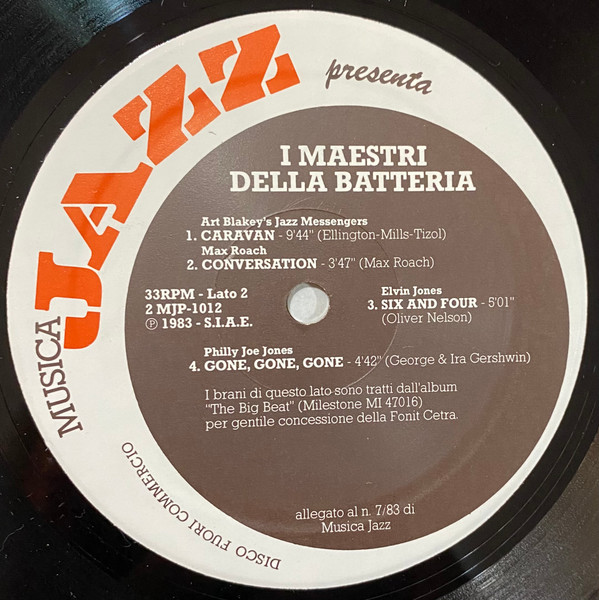 MUSICA JAZZ
presenta
I MAESTRI
DELLA BATTERIA
Art Blakey's Jazz Messengers
1. CARAVAN - 9'44" (Ellington-Mills-Tizol)
Max Roach
2. CONVERSATION - 3'47" (Max Roach)
33RPM - Lato 2
2 MJP-1012
Ⓟ 1983 - S.I.A.E.
Elvin Jones
3. SIX AND FOUR - 5'01"
(Oliver Nelson)
Philly Joe Jones
4. GONE, GONE, GONE - 4'42" (George & Ira Gershwin)
I brani di questo lato sono tratti dall'album
"The Big Beat" (Milestone MI 47016)
per gentile concessione della Fonit Cetra.
allegato al n. 7/83 di
Musica Jazz
DISCO FUORI COMMERCIO